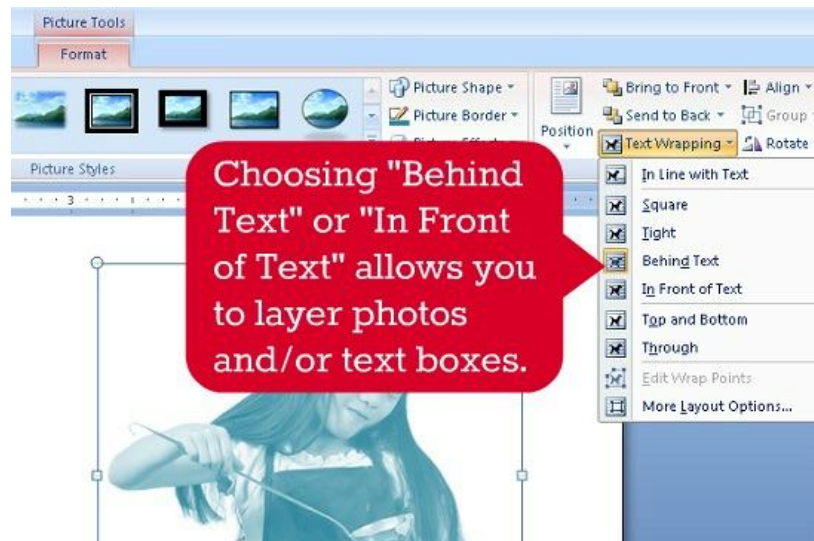 Picture Tools
Format
Picture Shape
Picture Border
Position
Bring to Front
Align
Send to Back
Group
Text Wrapping
Rotate
Picture Styles
In Line with Text
Square
Tight
Behind Text
In Front of Text
Top and Bottom
Through
Edit Wrap Points
More Layout Options...
3
Choosing "Behind
Text" or "In Front
of Text" allows you
to layer photos
and/or text boxes.